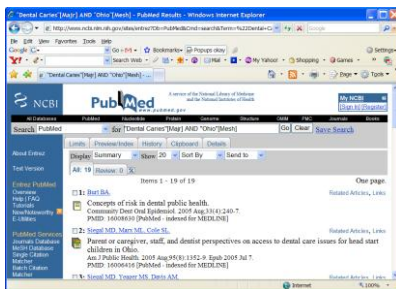 "Dental Caries"[Majr] AND "Ohio"[Mesh] - PubMed Results - Windows Internet Explorer
File Edit View Favorites Tools Help
Google
Go
Bookmarks
Popups okay
Settings
Search Web
Mail
My Yahoo!
Shopping
Games
"Dental Caries"[Majr] AND "Ohio"[Mesh] - ...
Page
Tools
NCBI
PubMed
www.pubmed.gov
A service of the National Library of Medicine
and the National Institutes of Health
My NCBI
[Sign In] [Register]
All Databases PubMed Nucleotide Protein Genome Structure OMIM PMC Journals Books
Search PubMed for "Dental Caries"[Majr] AND "Ohio"[Mesh] Go Clear Save Search
Limits Preview/Index History Clipboard Details
Display Summary Show 20 Sort By Send to
All: 19 Review: 0
Items 1 - 19 of 19 One page.
About Entrez
Text Version
Entrez PubMed
Overview
Help | FAQ
Tutorials
New/Noteworthy
E-Utilities
PubMed Services
Journals Database
MeSH Database
Single Citation
Matcher
Batch Citation
Matcher
1: Burt BA. Related Articles, Links
Concepts of risk in dental public health.
Community Dent Oral Epidemiol. 2005 Aug;33(4):240-7.
PMID: 16008630 [PubMed - indexed for MEDLINE]
2: Siegal MD, Marx ML, Cole SL. Related Articles, Links
Parent or caregiver, staff, and dentist perspectives on access to dental care issues for head start
children in Ohio.
Am J Public Health. 2005 Aug;95(8):1352-9. Epub 2005 Jul 7.
PMID: 16006416 [PubMed - indexed for MEDLINE]
3: Siegal MD, Yeager MS, Davis AM. Related Articles, Links
Internet 100%